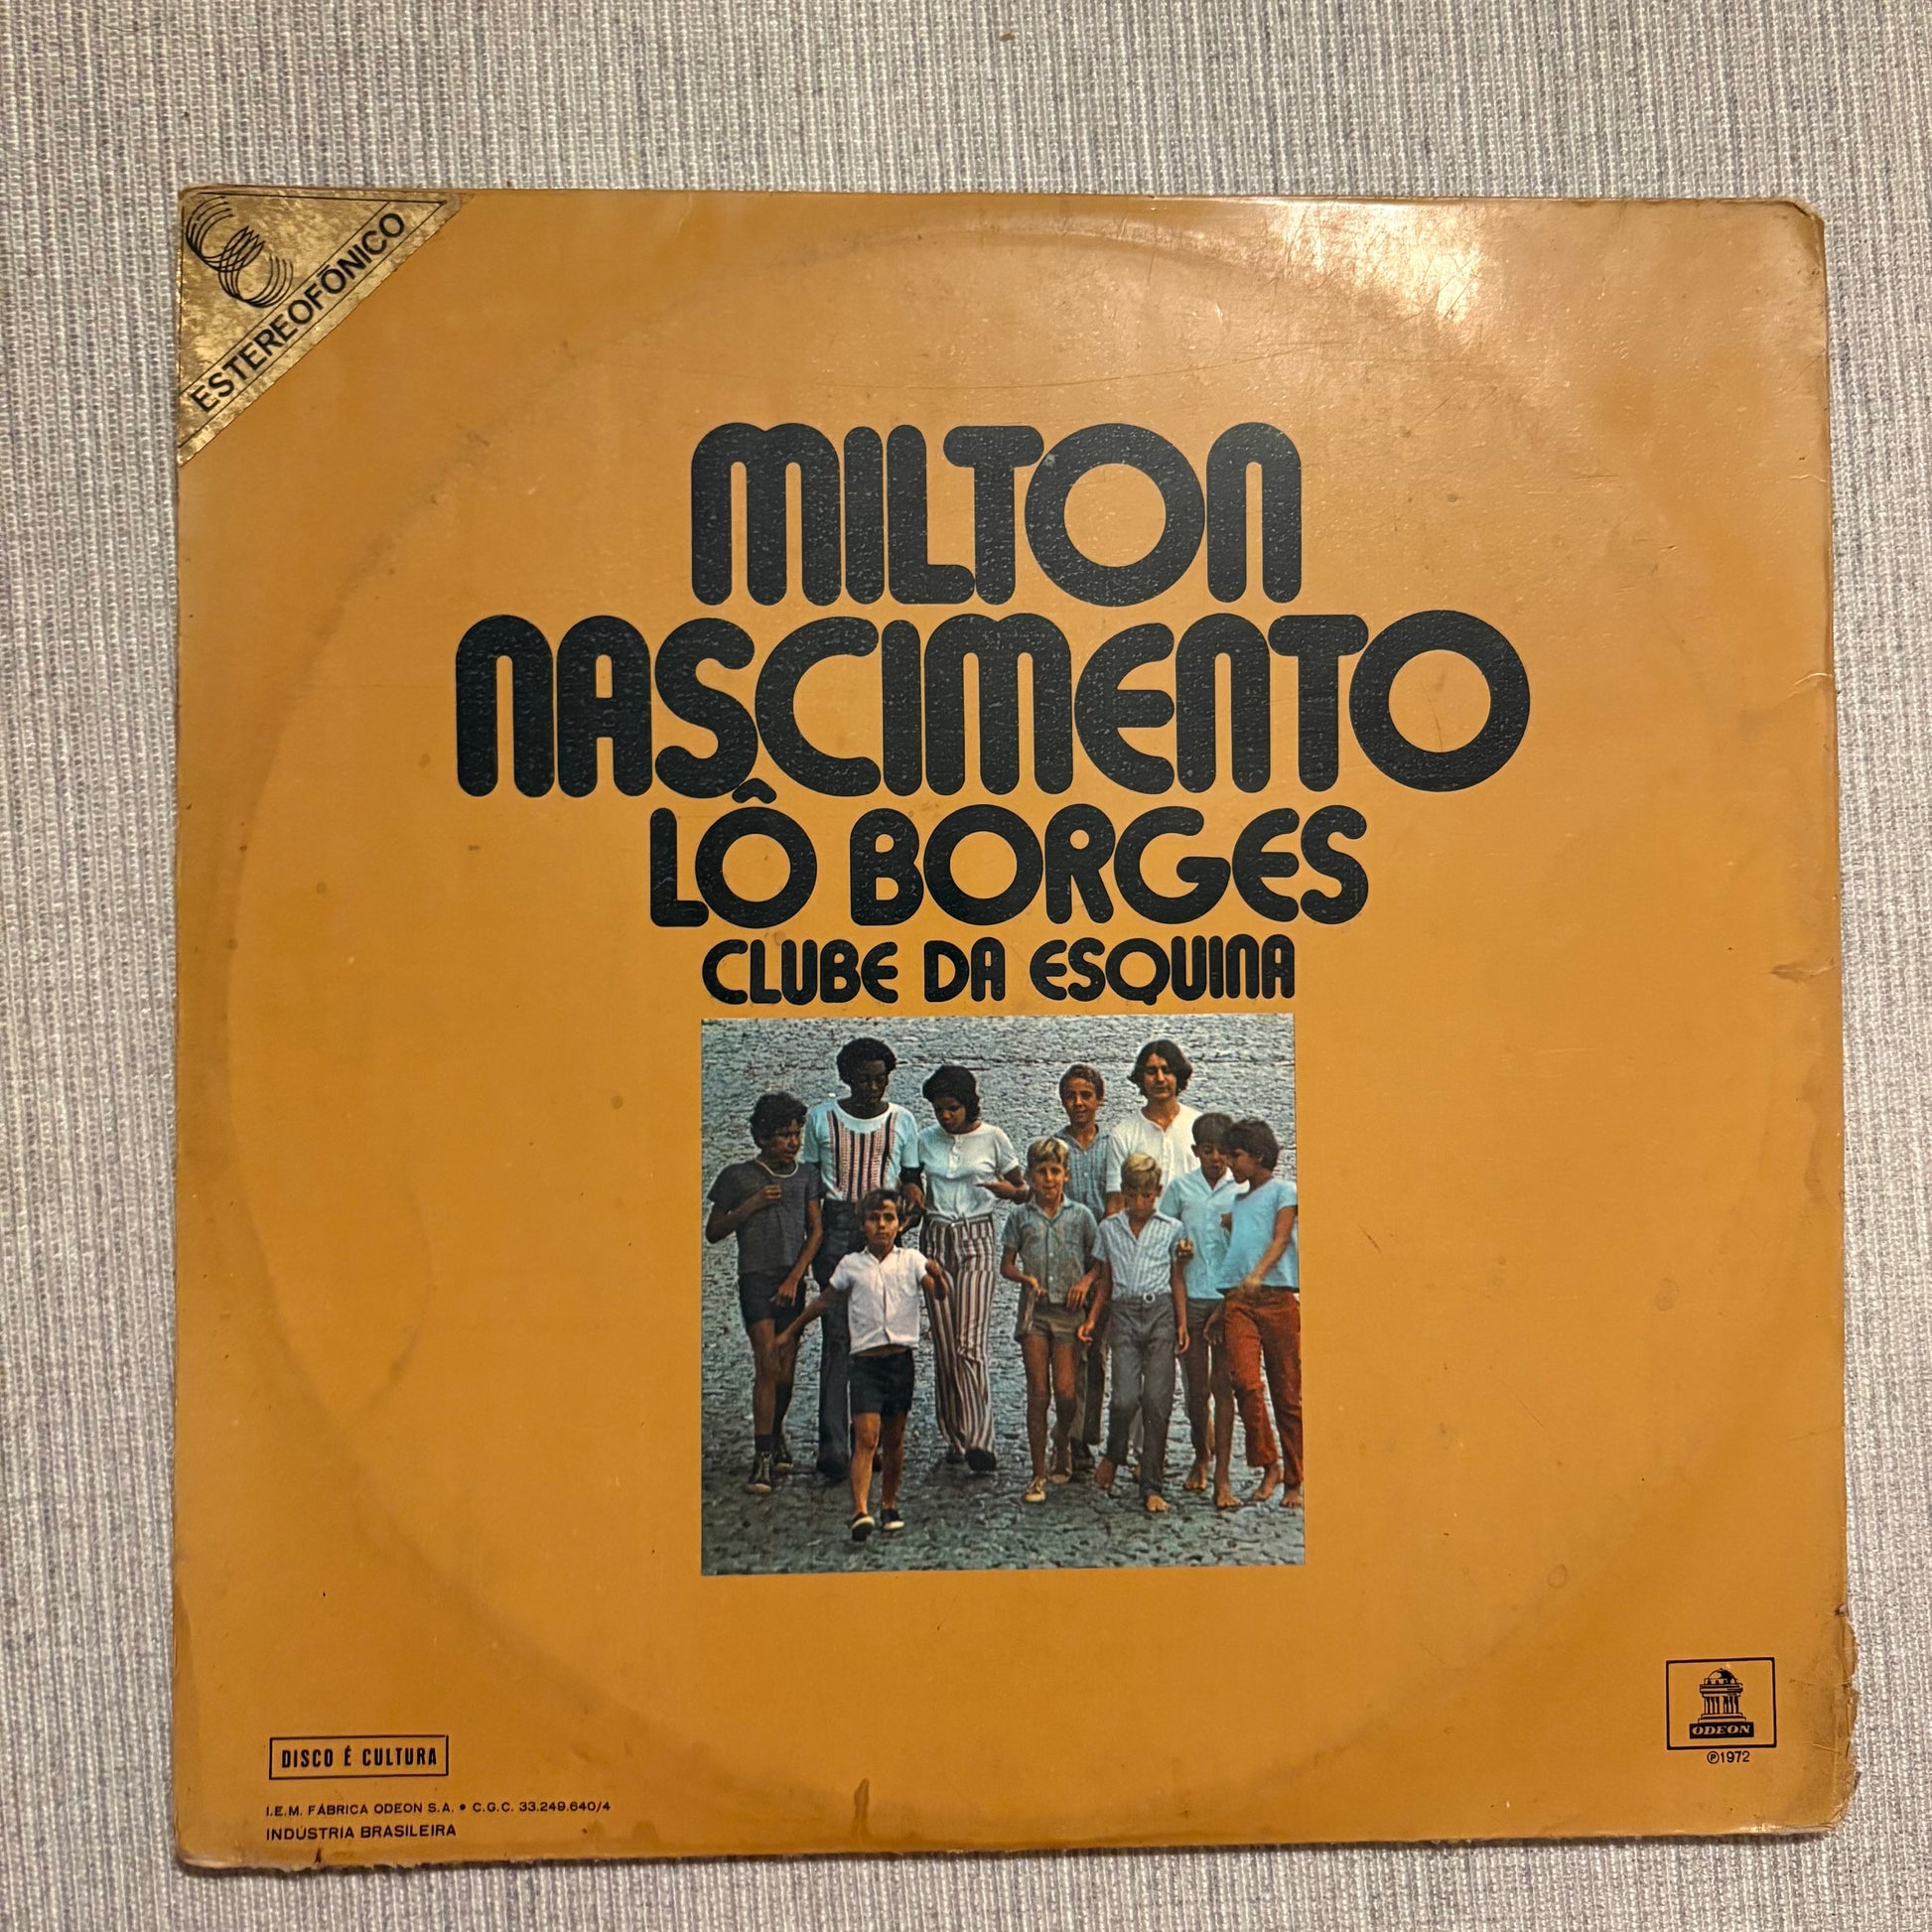 ESTEREOFÔNICO
MILTON
NASCIMENTO
LÔ BORGES
CLUBE DA ESQUINA
ODEON
℗1972
DISCO É CULTURA
I.E.M. FÁBRICA ODEON S.A. • C.G.C. 33.249.640/4
INDÚSTRIA BRASILEIRA